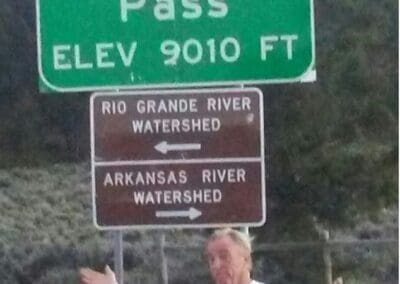 Pass
ELEV 9010 FT
RIO GRANDE RIVER
WATERSHED
←
ARKANSAS RIVER
WATERSHED
→